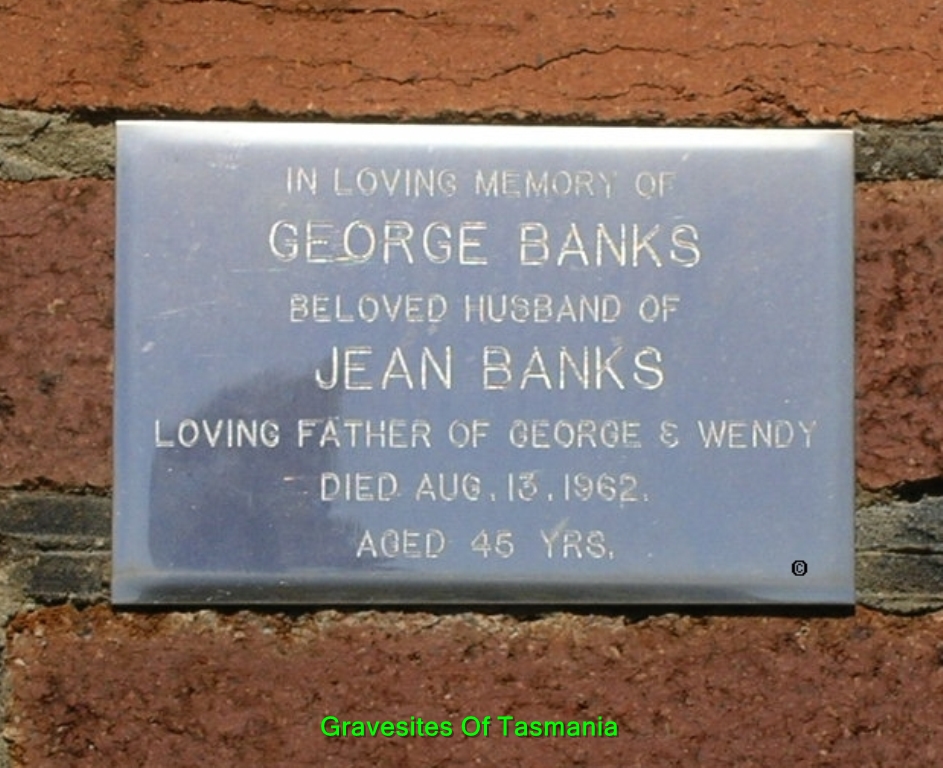 IN LOVING MEMORY OF
GEORGE BANKS
BELOVED HUSBAND OF
JEAN BANKS
LOVING FATHER OF GEORGE & WENDY
DIED AUG. 13. 1962.
AGED 45 YRS.
©
Gravesites Of Tasmania